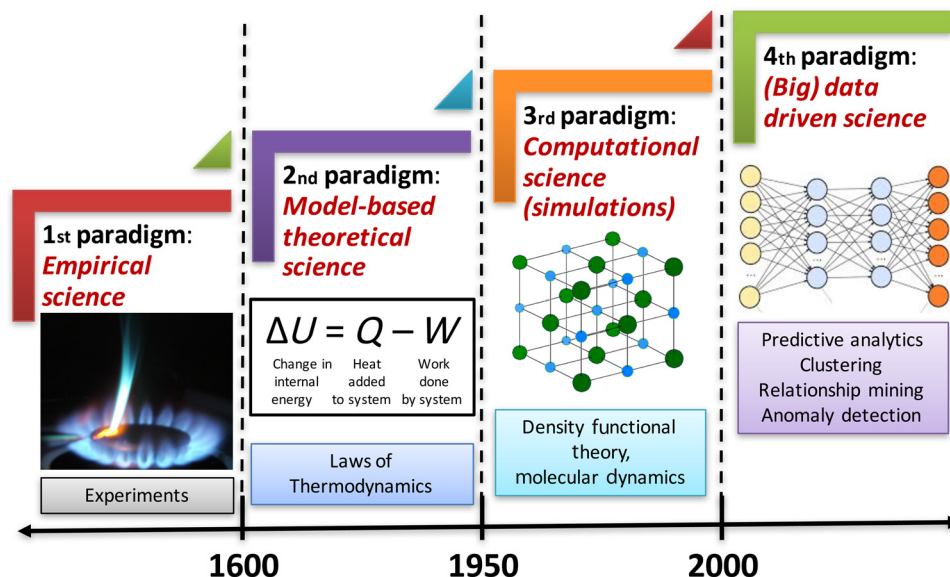 1st paradigm:
Empirical
science
Experiments
2nd paradigm:
Model-based
theoretical
science
ΔU = Q – W
Change in internal energy
Heat added to system
Work done by system
Laws of
Thermodynamics
3rd paradigm:
Computational
science
(simulations)
Density functional
theory,
molecular dynamics
4th paradigm:
(Big) data
driven science
...
...
...
...
Predictive analytics
Clustering
Relationship mining
Anomaly detection
1600
1950
2000